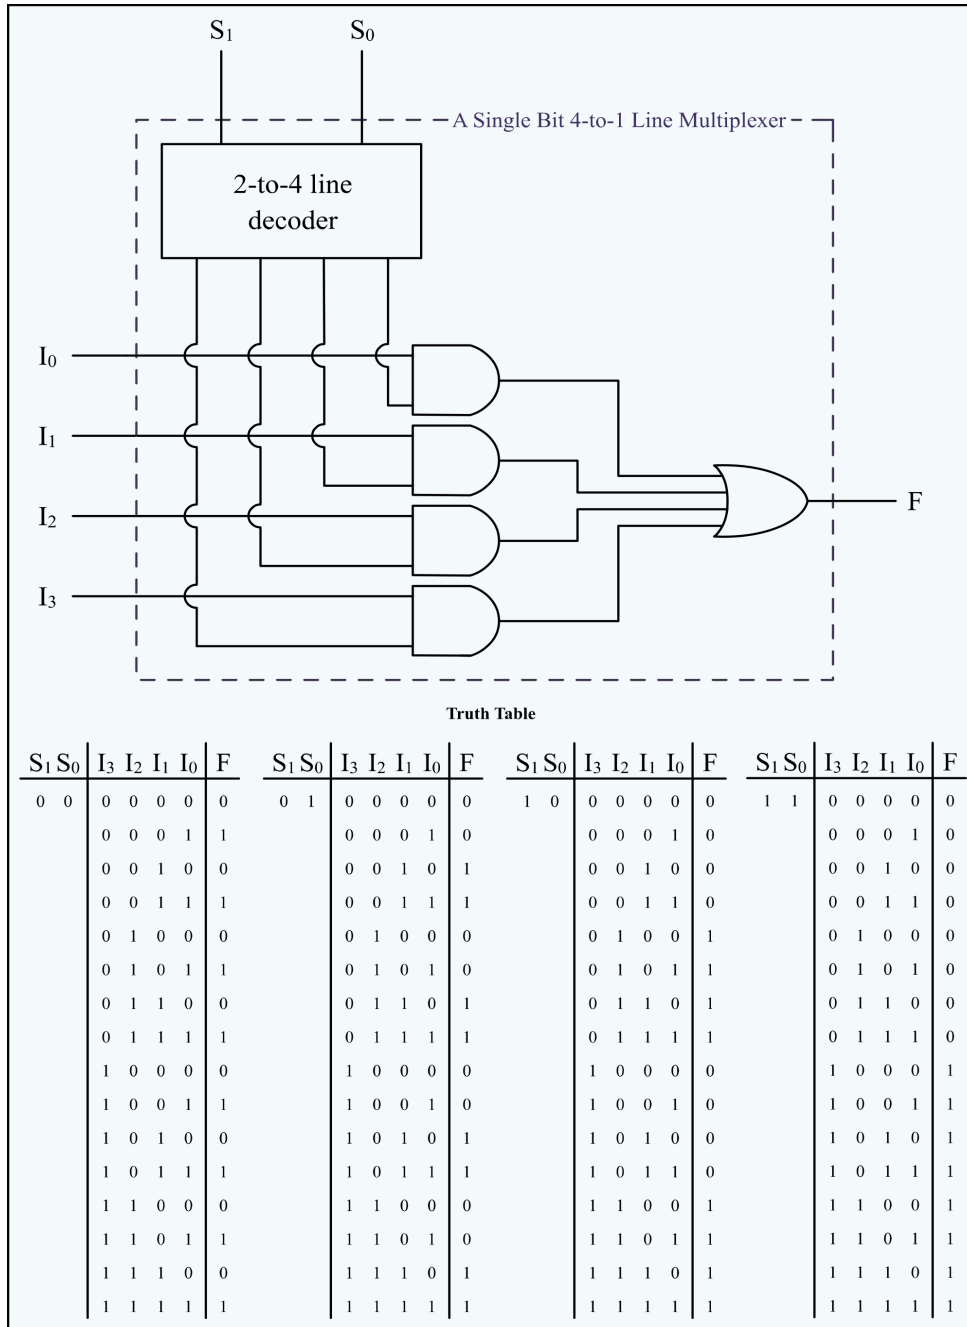 S₁ S₀
A Single Bit 4-to-1 Line Multiplexer
2-to-4 line
decoder
I₀
I₁
I₂
F
I₃
Truth Table
S₁ S₀ I₃ I₂ I₁ I₀ F S₁ S₀ I₃ I₂ I₁ I₀ F S₁ S₀ I₃ I₂ I₁ I₀ F S₁ S₀ I₃ I₂ I₁ I₀ F
0 0 0 0 0 0 0 0 1 0 0 0 0 0 1 0 0 0 0 0 0 1 1 0 0 0 0 0
0 0 0 1 1 0 0 0 1 0 0 0 0 1 0 0 0 0 1 0
0 0 1 0 0 0 0 1 0 1 0 0 1 0 0 0 0 1 0 0
0 0 1 1 1 0 0 1 1 1 0 0 1 1 0 0 0 1 1 0
0 1 0 0 0 0 1 0 0 0 0 1 0 0 1 0 1 0 0 0
0 1 0 1 1 0 1 0 1 0 0 1 0 1 1 0 1 0 1 0
0 1 1 0 0 0 1 1 0 1 0 1 1 0 1 0 1 1 0 0
0 1 1 1 1 0 1 1 1 1 0 1 1 1 1 0 1 1 1 0
1 0 0 0 0 1 0 0 0 0 1 0 0 0 0 1 0 0 0 1
1 0 0 1 1 1 0 0 1 0 1 0 0 1 0 1 0 0 1 1
1 0 1 0 0 1 0 1 0 1 1 0 1 0 0 1 0 1 0 1
1 0 1 1 1 1 0 1 1 1 1 0 1 1 0 1 0 1 1 1
1 1 0 0 0 1 1 0 0 0 1 1 0 0 1 1 1 0 0 1
1 1 0 1 1 1 1 0 1 0 1 1 0 1 1 1 1 0 1 1
1 1 1 0 0 1 1 1 0 1 1 1 1 0 1 1 1 1 0 1
1 1 1 1 1 1 1 1 1 1 1 1 1 1 1 1 1 1 1 1